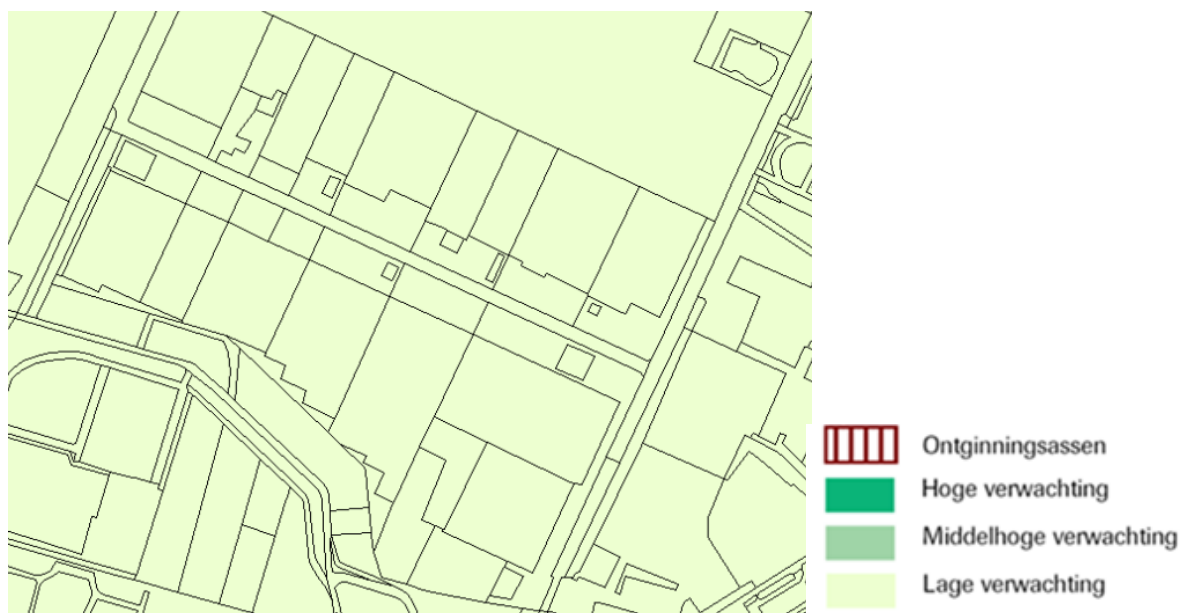 Ontginningsassen
Hoge verwachting
Middelhoge verwachting
Lage verwachting